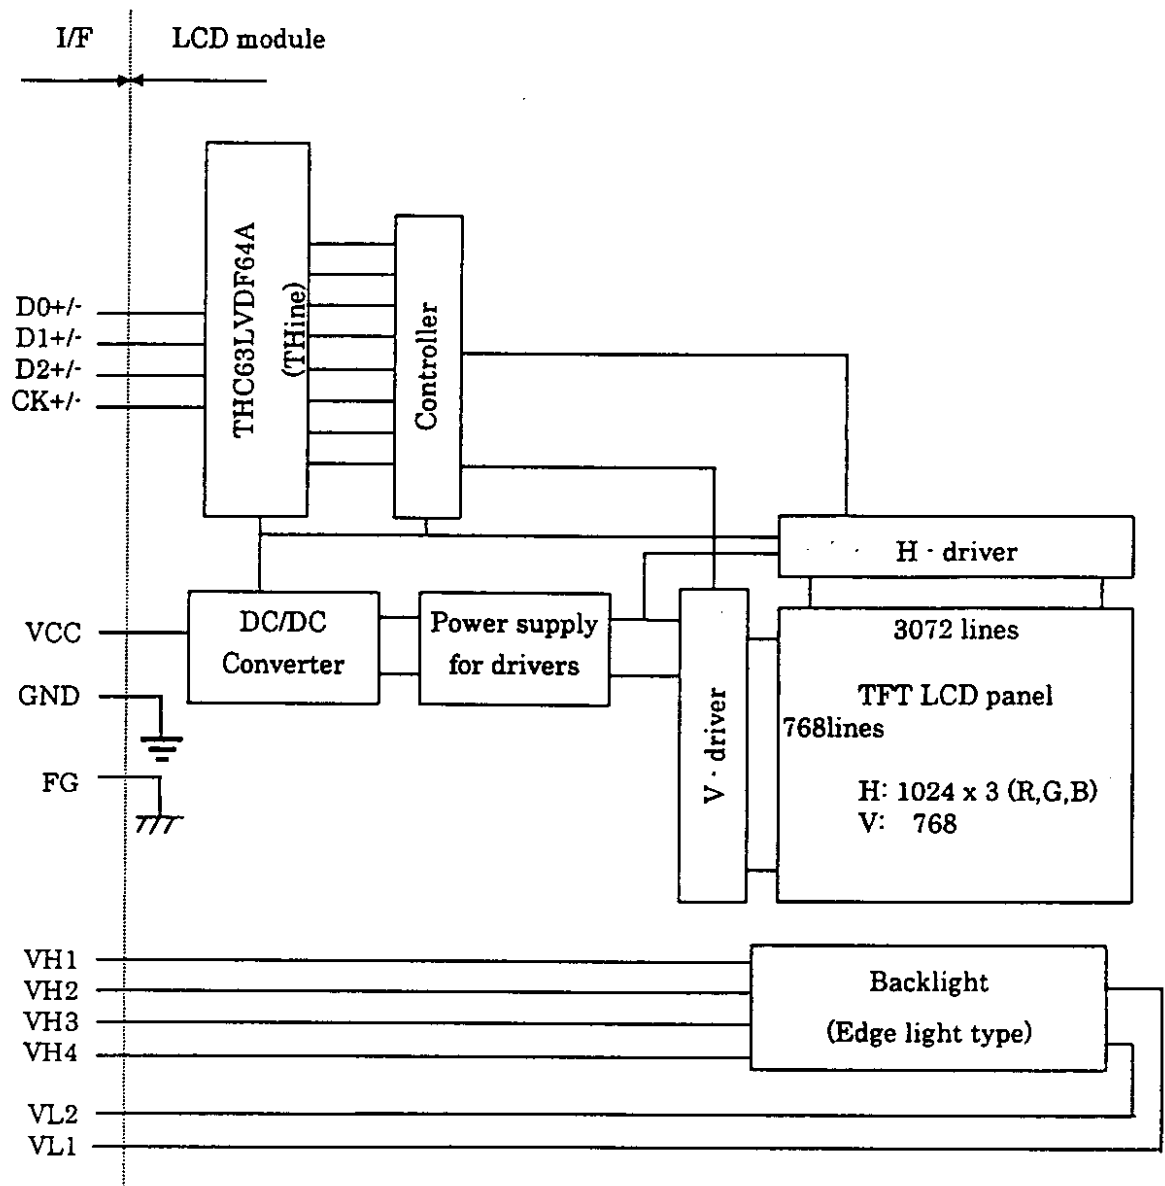 I/F
LCD module
THC63LVDF64A
(THine)
Controller
D0+/-
D1+/-
D2+/-
CK+/-
H - driver
DC/DC
Converter
Power supply
for drivers
V - driver
3072 lines
TFT LCD panel
768lines
H: 1024 x 3 (R,G,B)
V: 768
VCC
GND
FG
VH1
VH2
VH3
VH4
VL2
VL1
Backlight
(Edge light type)